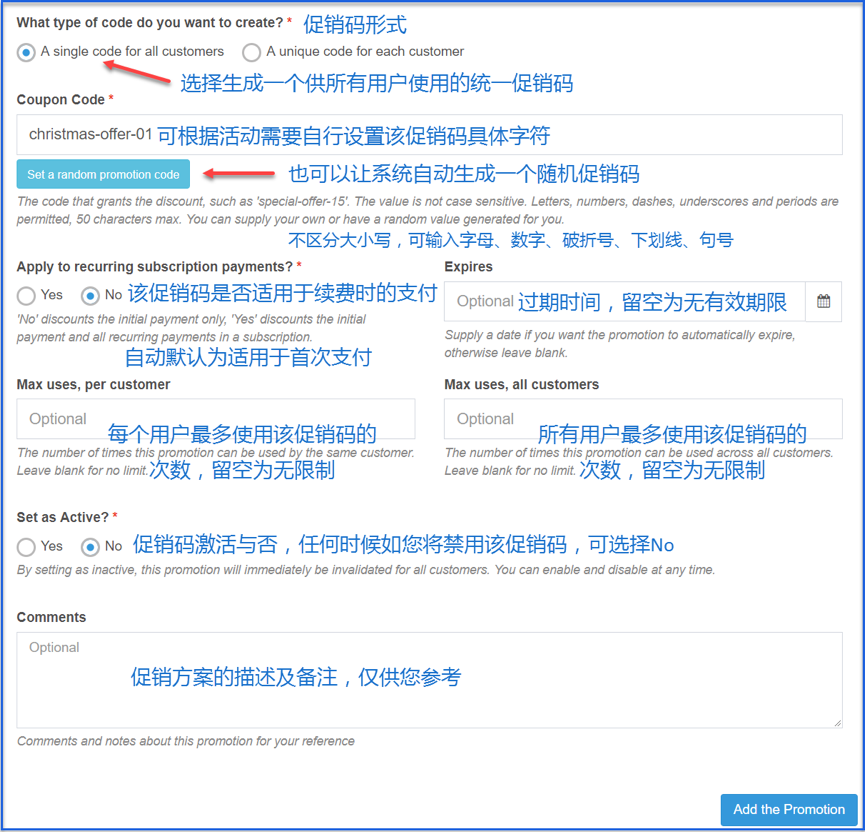 What type of code do you want to create? * 促销码形式
A single code for all customers A unique code for each customer
选择生成一个供所有用户使用的统一促销码
Coupon Code *
christmas-offer-01 可根据活动需要自行设置该促销码具体字符
Set a random promotion code 也可以让系统自动生成一个随机促销码
The code that grants the discount, such as 'special-offer-15'. The value is not case sensitive. Letters, numbers, dashes, underscores and periods are
permitted, 50 characters max. You can supply your own or have a random value generated for you.
不区分大小写，可输入字母、数字、破折号、下划线、句号
Apply to recurring subscription payments? * Expires
Yes No 该促销码是否适用于续费时的支付 Optional 过期时间，留空为无有效期限
'No' discounts the initial payment only, 'Yes' discounts the initial
payment and all recurring payments in a subscription.
Supply a date if you want the promotion to automatically expire,
otherwise leave blank.
自动默认为适用于首次支付
Max uses, per customer Max uses, all customers
Optional 每个用户最多使用该促销码的 Optional 所有用户最多使用该促销码的
The number of times this promotion can be used by the same customer. The number of times this promotion can be used across all customers.
Leave blank for no limit. 次数，留空为无限制 Leave blank for no limit. 次数，留空为无限制
Set as Active? *
Yes No 促销码激活与否，任何时候如您将禁用该促销码，可选择No
By setting as inactive, this promotion will immediately be invalidated for all customers. You can enable and disable at any time.
Comments
Optional
促销方案的描述及备注，仅供您参考
Comments and notes about this promotion for your reference
Add the Promotion